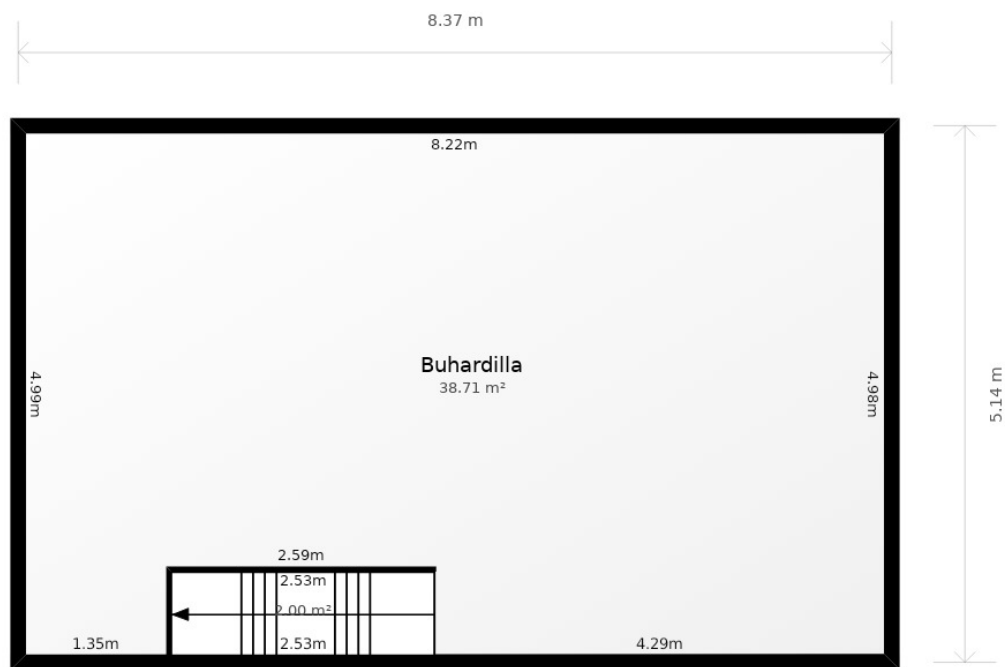 8.37 m
8.22m
Buhardilla
38.71 m²
4.99m
4.98m
5.14 m
2.59m
2.53m
2.00 m²
1.35m
2.53m
4.29m